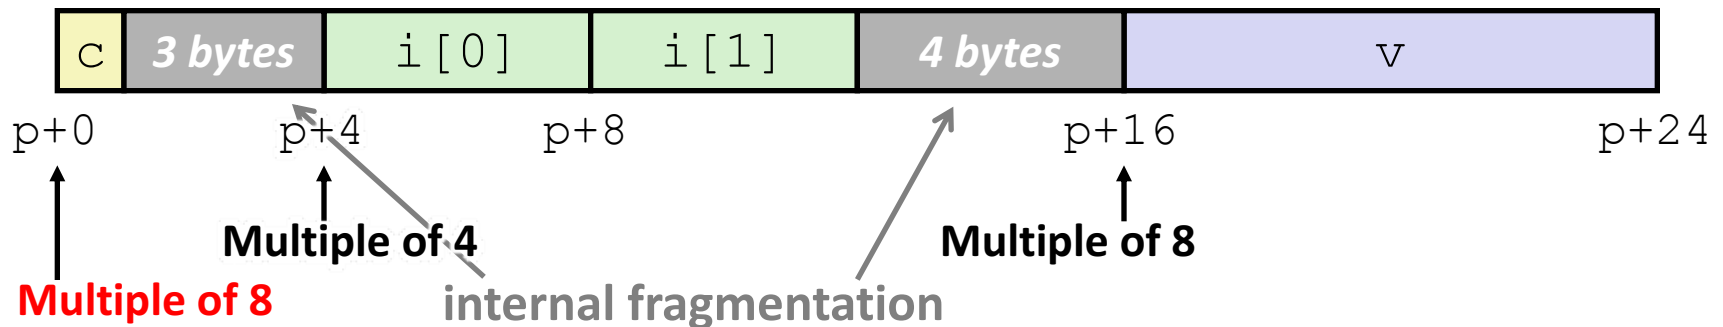 c 3 bytes i[0] i[1] 4 bytes v
p+0 p+4 p+8 p+16 p+24
Multiple of 4 Multiple of 8
Multiple of 8 internal fragmentation